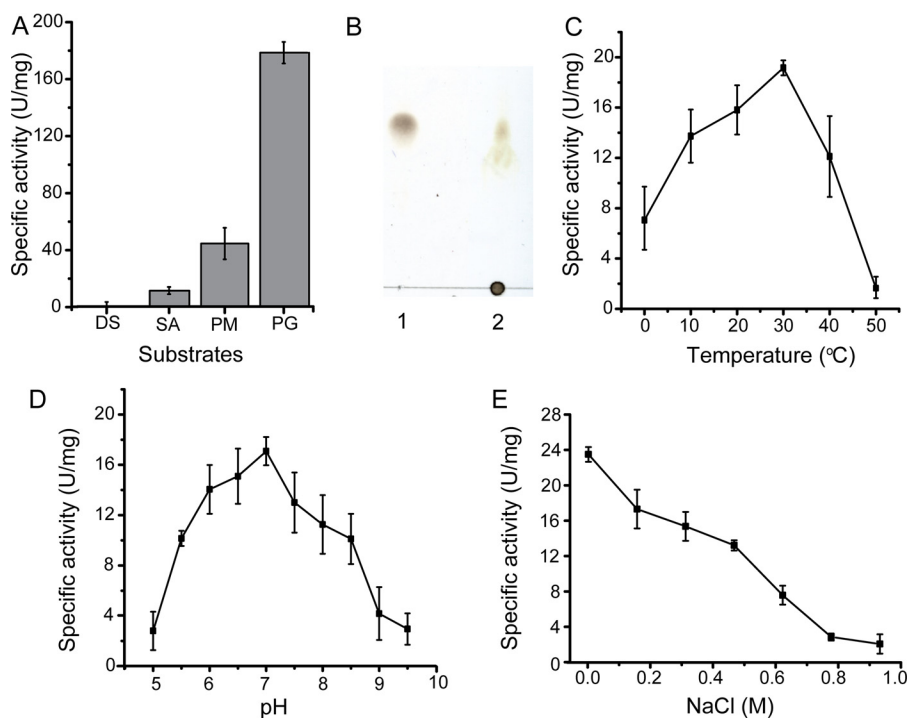 A
Specific activity (U/mg)
200
160
120
80
40
0
DS SA PM PG
Substrates
B
1 2
C
Specific activity (U/mg)
20
16
12
8
4
0
0 10 20 30 40 50
Temperature (°C)
D
Specific activity (U/mg)
20
16
12
8
4
0
5 6 7 8 9 10
pH
E
Specific activity (U/mg)
28
24
20
16
12
8
4
0
0.0 0.2 0.4 0.6 0.8 1.0
NaCl (M)